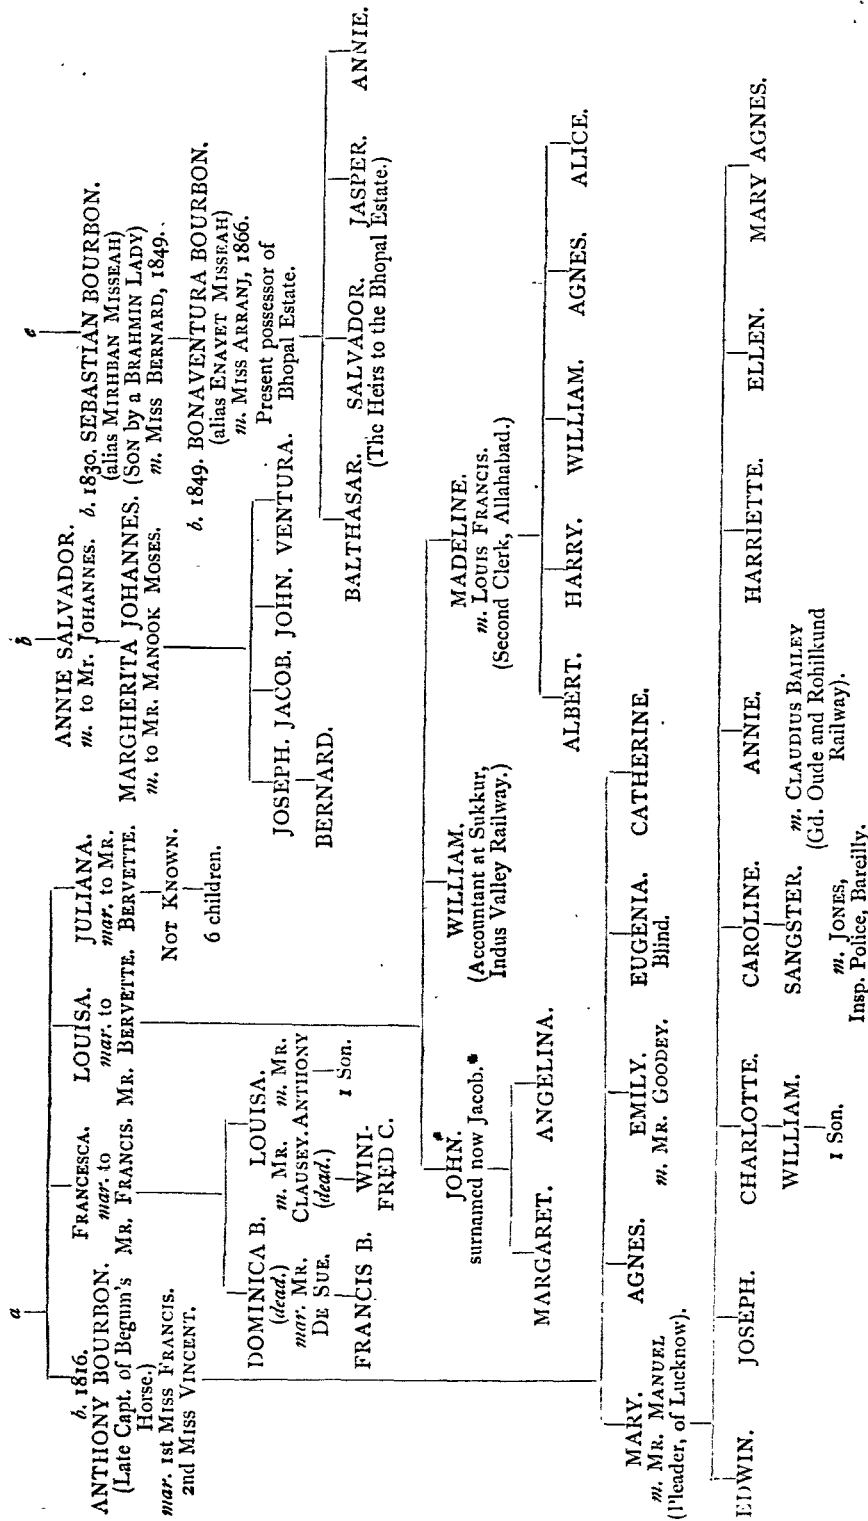 a
b
c
b. 1816.
ANTHONY BOURBON.
(Late Capt. of Begum's
Horse.)
mar. 1st MISS FRANCIS.
2nd MISS VINCENT.
FRANCESCA.
mar. to
MR. FRANCIS.
LOUISA.
mar. to
MR. BERVETTE.
JULIANA.
mar. to MR.
BERVETTE.
NOT KNOWN.
6 children.
ANNIE SALVADOR.
m. to Mr. JOHANNES.
MARGHERITA JOHANNES.
m. to MR. MANOOK MOSES.
b. 1830. SEBASTIAN BOURBON.
(alias MIRHBAN MISSEAH)
(SON by a BRAHMIN LADY)
m. MISS BERNARD, 1849.
b. 1849. BONAVENTURA BOURBON.
(alias ENAYET MISSEAH)
m. MISS ARRANJ, 1866.
Present possessor of
Bhopal Estate.
JOSEPH. JACOB. JOHN. VENTURA.
BERNARD.
BALTHASAR. SALVADOR. JASPER. ANNIE.
(The Heirs to the Bhopal Estate.)
DOMINICA B.
(dead.)
mar. MR.
DE SUE.
FRANCIS B.
LOUISA.
m. MR. m. MR.
CLAUSEY. ANTHONY
(dead.)
WINI-
FRED C.
1 Son.
JOHN.*
surnamed now Jacob.*
WILLIAM.
(Accountant at Sukkur,
Indus Valley Railway.)
MADELINE.
m. LOUIS FRANCIS.
(Second Clerk, Allahabad.)
MARGARET. ANGELINA.
ALBERT. HARRY. WILLIAM. AGNES. ALICE.
MARY.
m. MR. MANUEL
(Pleader, of Lucknow).
AGNES.
EMILY.
m. MR. GOODEY.
EUGENIA.
Blind.
CATHERINE.
EDWIN. JOSEPH. CHARLOTTE. CAROLINE. ANNIE. HARRIETTE. ELLEN. MARY AGNES.
WILLIAM.
1 Son.
SANGSTER.
m. JONES,
Insp. Police, Bareilly.
m. CLAUDIUS BAILEY
(Gd. Oude and Rohilkund
Railway).